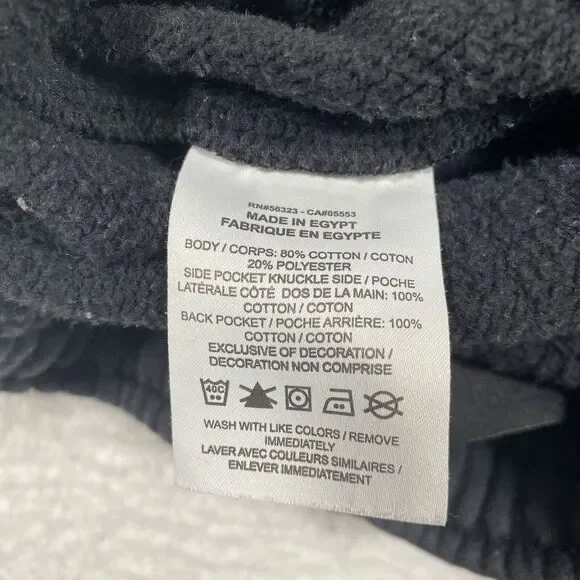 RN#56323 - CA#05553
MADE IN EGYPT
FABRIQUE EN EGYPTE
BODY / CORPS: 80% COTTON / COTON
20% POLYESTER
SIDE POCKET KNUCKLE SIDE / POCHE
LATÉRALE CÔTÉ DOS DE LA MAIN: 100%
COTTON / COTON
BACK POCKET / POCHE ARRIÈRE: 100%
COTTON / COTON
EXCLUSIVE OF DECORATION /
DECORATION NON COMPRISE
40C
WASH WITH LIKE COLORS / REMOVE
IMMEDIATELY
LAVER AVEC COULEURS SIMILAIRES /
ENLEVER IMMEDIATEMENT